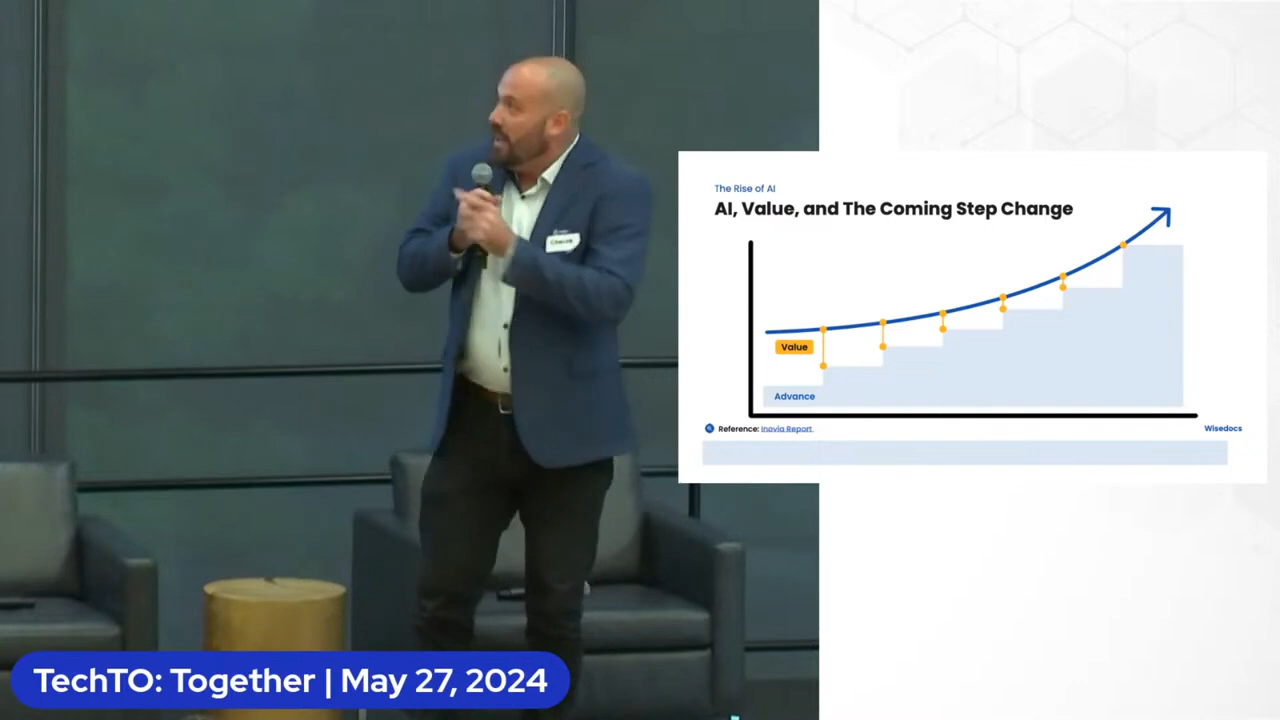 The Rise of AI
AI, Value, and The Coming Step Change
Value
Advance
Reference: Inovia Report
Wisedocs
TechTO: Together | May 27, 2024